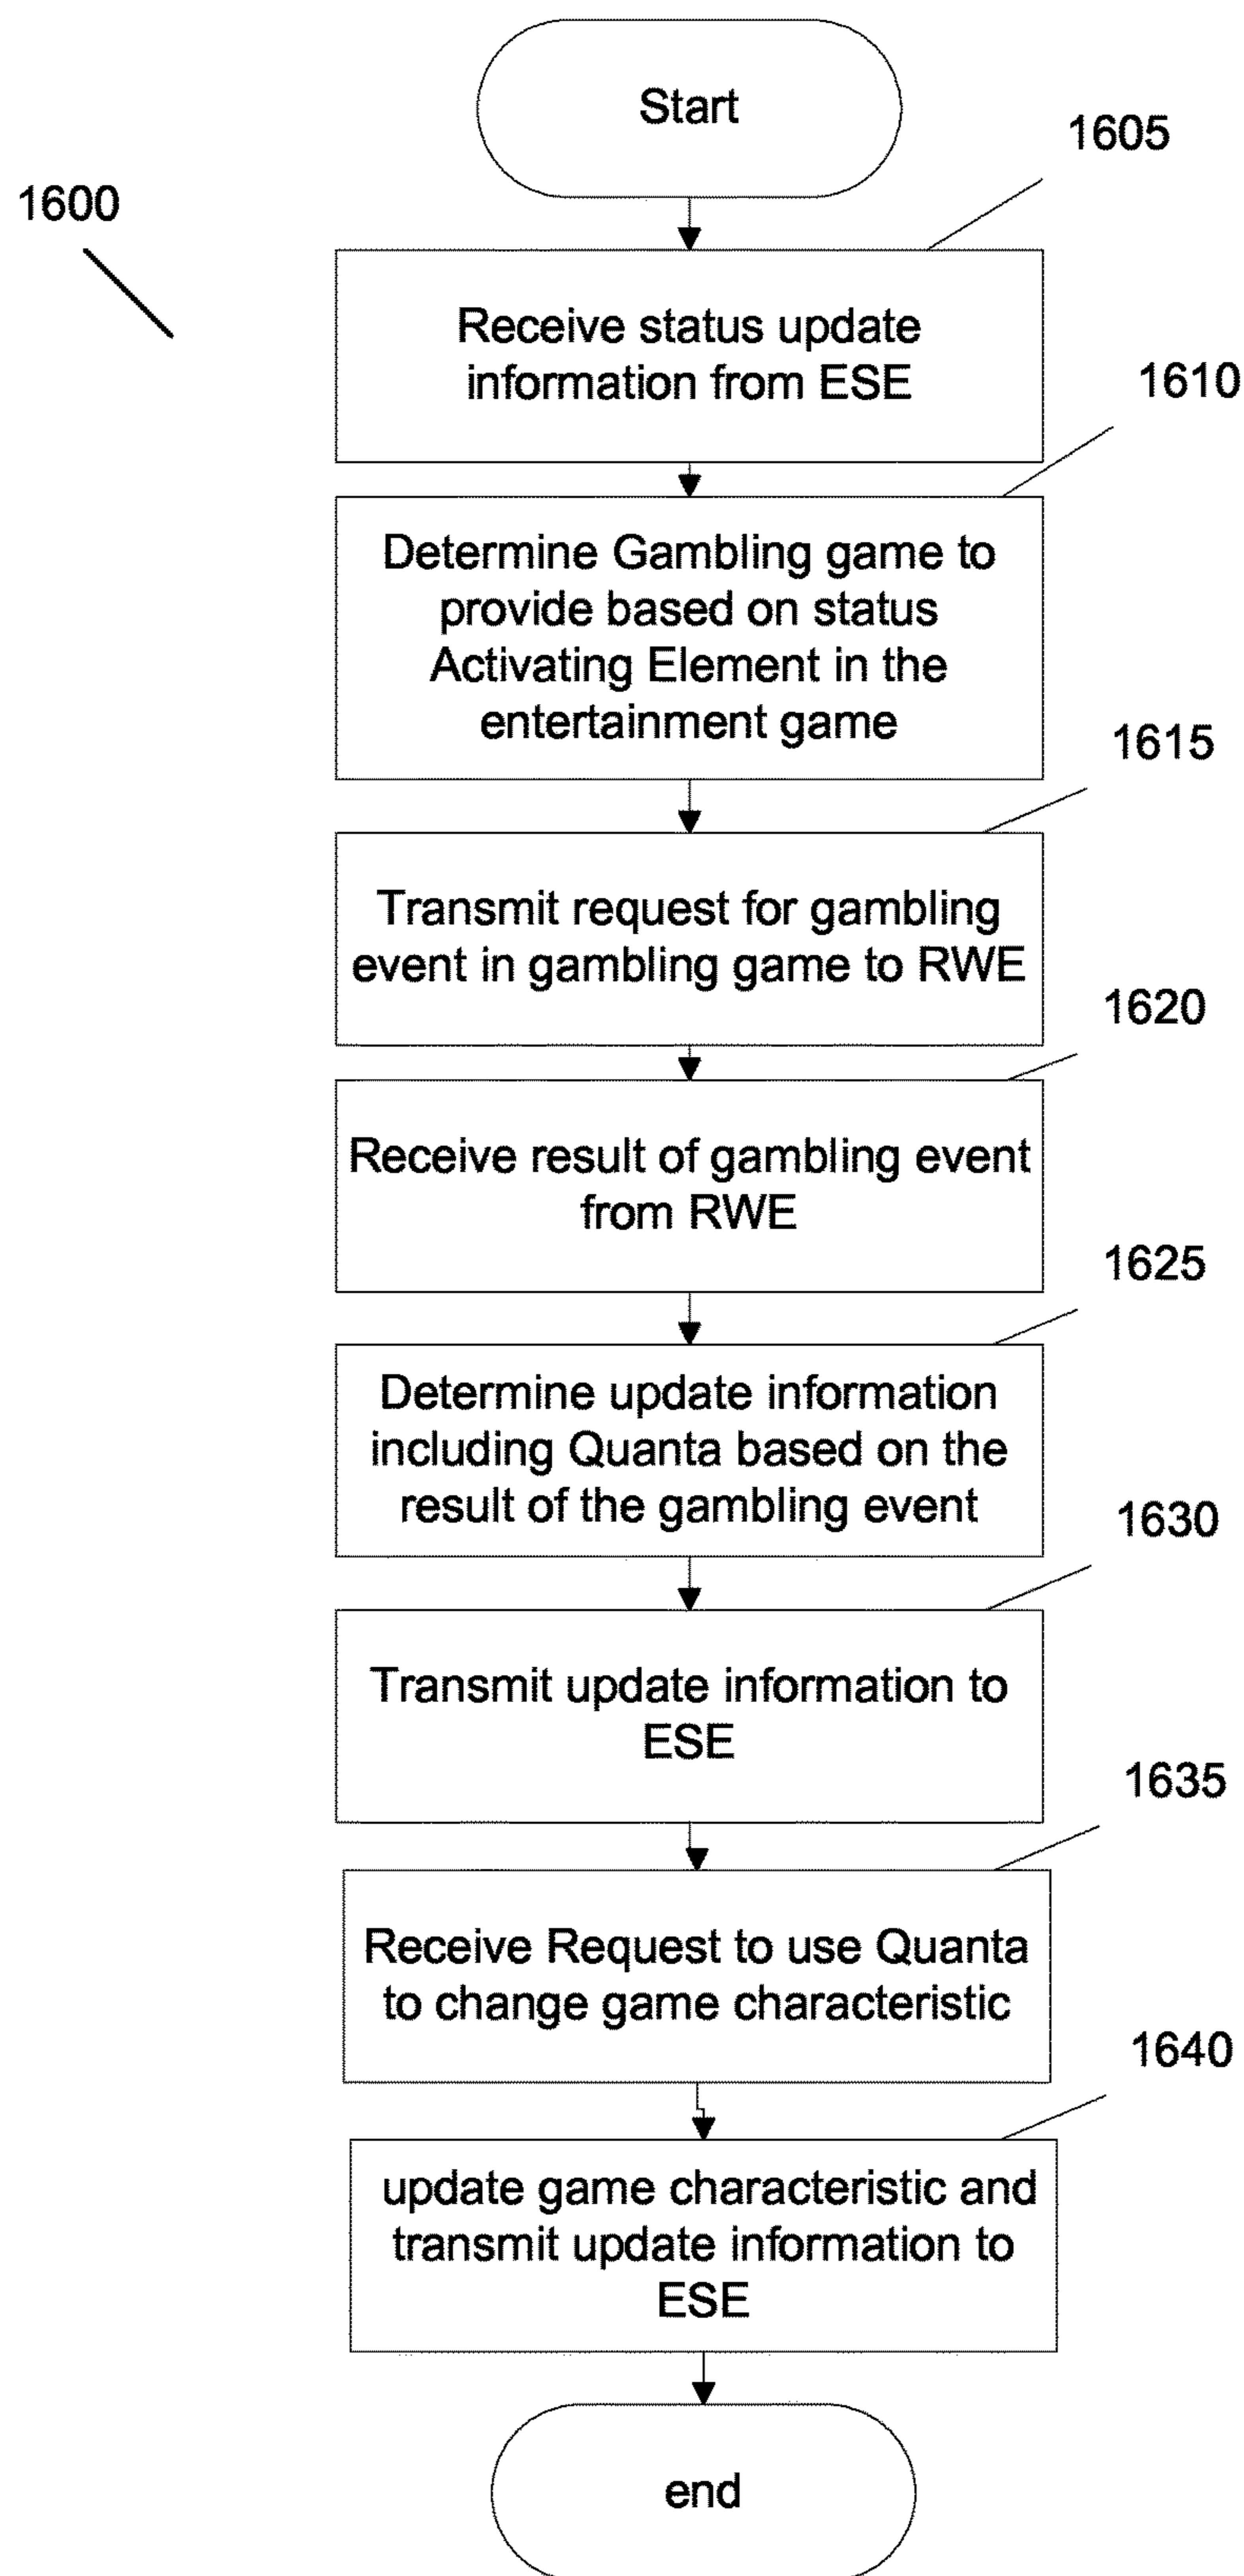 Start
1605
1600
Receive status update
information from ESE
1610
Determine Gambling game to
provide based on status
Activating Element in the
entertainment game
1615
Transmit request for gambling
event in gambling game to RWE
1620
Receive result of gambling event
from RWE
1625
Determine update information
including Quanta based on the
result of the gambling event
1630
Transmit update information to
ESE
1635
Receive Request to use Quanta
to change game characteristic
1640
update game characteristic and
transmit update information to
ESE
end